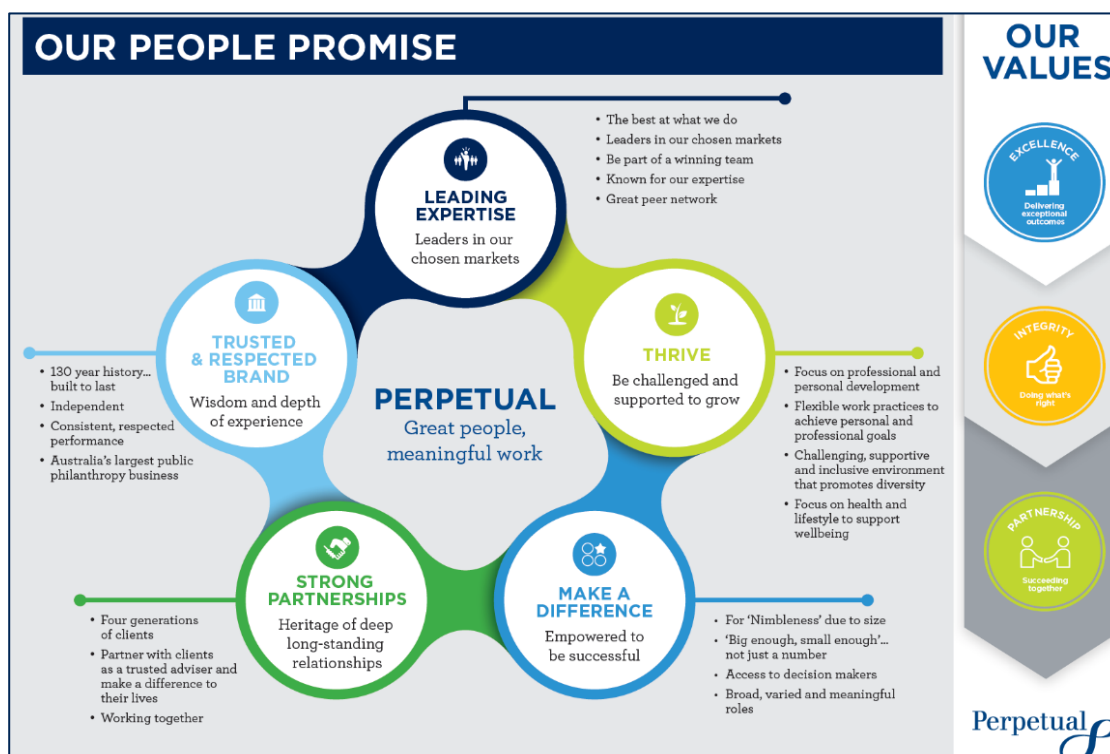 OUR PEOPLE PROMISE
LEADING
EXPERTISE
Leaders in our
chosen markets
• The best at what we do
• Leaders in our chosen markets
• Be part of a winning team
• Known for our expertise
• Great peer network
THRIVE
Be challenged and
supported to grow
• Focus on professional and
personal development
• Flexible work practices to
achieve personal and
professional goals
• Challenging, supportive
and inclusive environment
that promotes diversity
• Focus on health and
lifestyle to support
wellbeing
MAKE A
DIFFERENCE
Empowered to
be successful
• For ‘Nimbleness’ due to size
• ‘Big enough, small enough’...
not just a number
• Access to decision makers
• Broad, varied and meaningful
roles
STRONG
PARTNERSHIPS
Heritage of deep
long-standing
relationships
• Four generations
of clients
• Partner with clients
as a trusted adviser and
make a difference to
their lives
• Working together
TRUSTED
& RESPECTED
BRAND
Wisdom and depth
of experience
• 130 year history...
built to last
• Independent
• Consistent, respected
performance
• Australia’s largest public
philanthropy business
PERPETUAL
Great people,
meaningful work
OUR
VALUES
EXCELLENCE
Delivering
exceptional
outcomes
INTEGRITY
Doing what’s
right
PARTNERSHIP
Succeeding
together
Perpetual